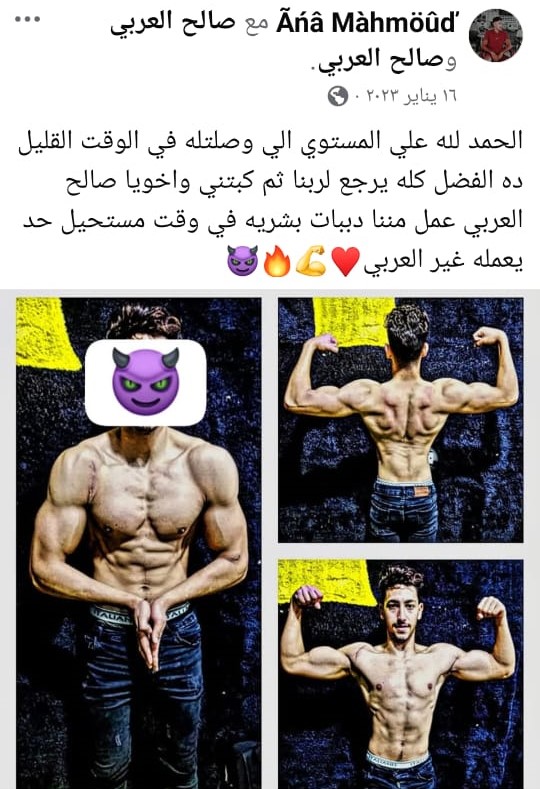 Ãńâ Màhmöûď مع صالح العربي
وصالح العربي.
١٦ يناير ٢٠٢٣ ·
الحمد لله علي المستوي الي وصلتله في الوقت القليل
ده الفضل كله يرجع لربنا ثم كبتني واخويا صالح
العربي عمل مننا دببات بشريه في وقت مستحيل حد
يعمله غير العربي❤️💪🔥😈